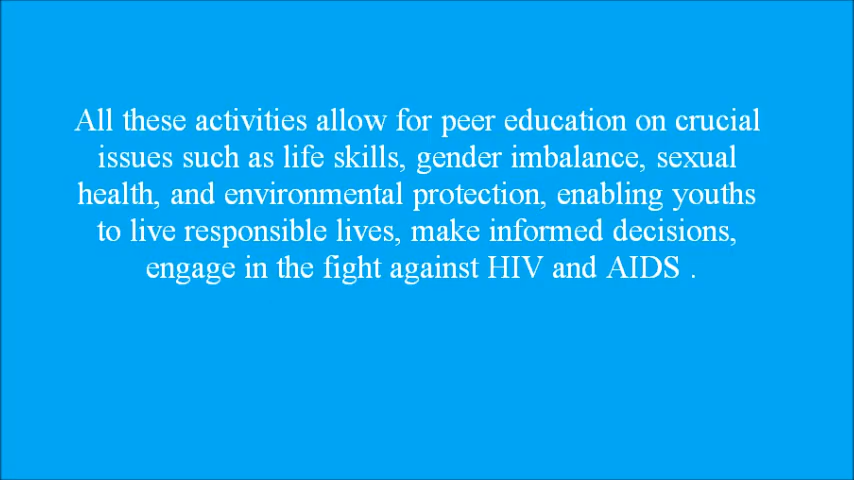 All these activities allow for peer education on crucial
issues such as life skills, gender imbalance, sexual
health, and environmental protection, enabling youths
to live responsible lives, make informed decisions,
engage in the fight against HIV and AIDS .